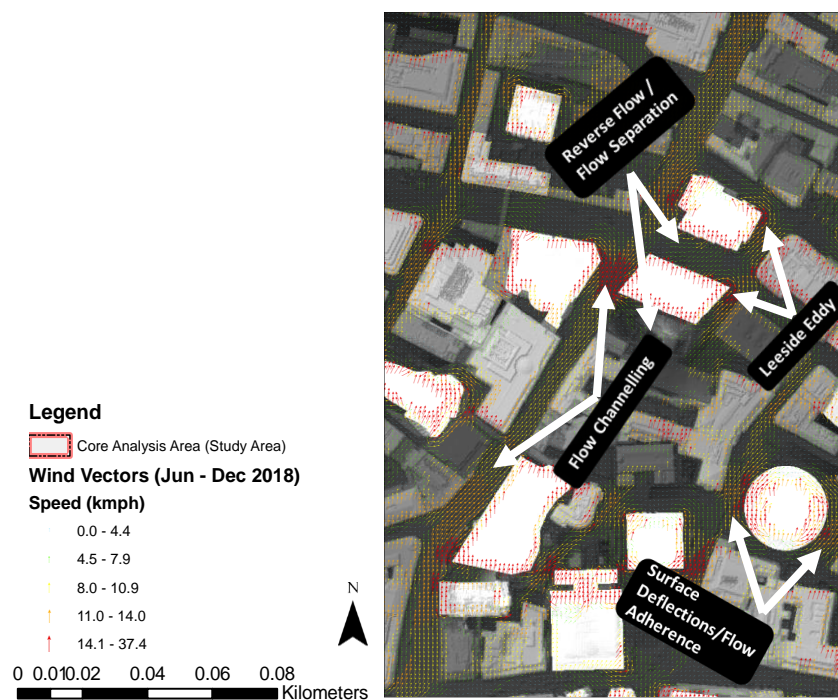 Reverse Flow /
Flow Separation
Leeside Eddy
Flow Channelling
Surface
Deflections/Flow
Adherence
Legend
Core Analysis Area (Study Area)
Wind Vectors (Jun - Dec 2018)
Speed (kmph)
0.0 - 4.4
4.5 - 7.9
8.0 - 10.9
11.0 - 14.0
14.1 - 37.4
N
0 0.01 0.02 0.04 0.06 0.08
Kilometers